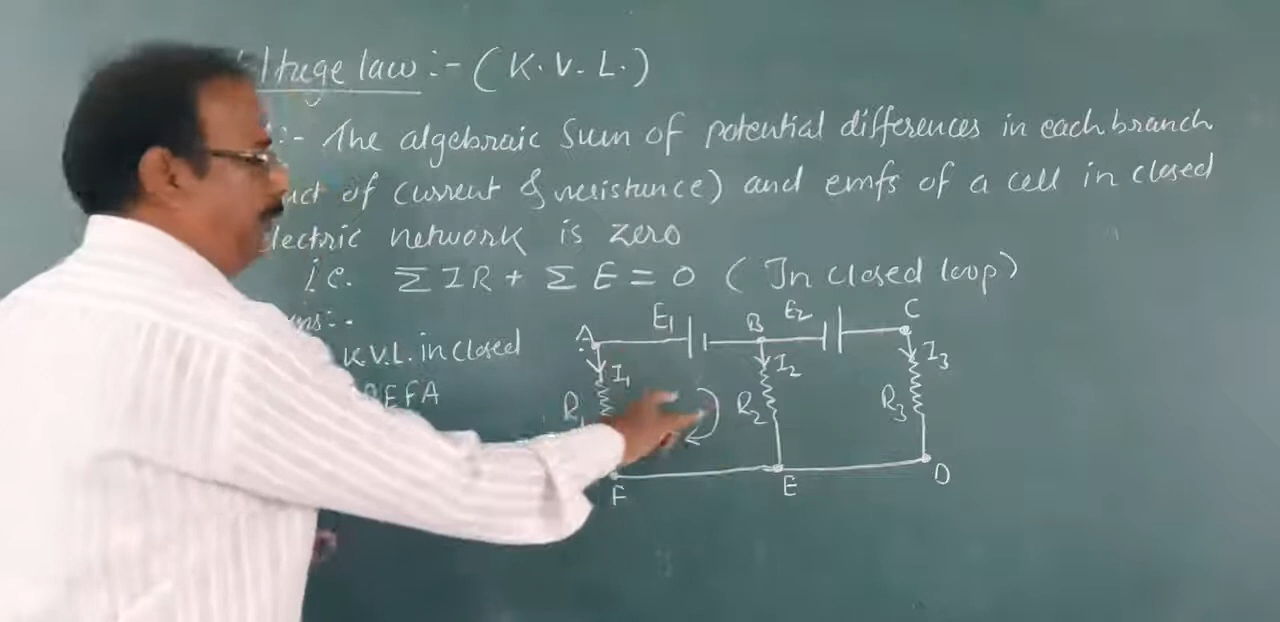 ltage law :- (K.V.L.)
:- The algebraic Sum of potential differences in each branch
uct of current & resistance) and emfs of a cell in closed
lectric network is zero
i.e. ΣIR + ΣE = 0 (In closed loop)
ns:-
K.V.L. in closed
EFA
A E1 B E2 C
I1 I2 I3
R1 R2 R3
F E D